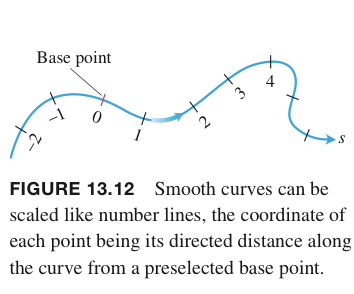 Base point
-2
-1
0
1
2
3
4
s
FIGURE 13.12 Smooth curves can be
scaled like number lines, the coordinate of
each point being its directed distance along
the curve from a preselected base point.